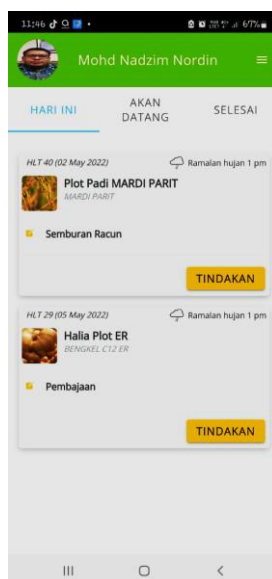 11:46
67%
Mohd Nadzim Nordin
HARI INI
AKAN
DATANG
SELESAI
HLT 40 (02 May 2022)
Ramalan hujan 1 pm
Plot Padi MARDI PARIT
MARDI PARIT
Semburan Racun
TINDAKAN
HLT 29 (05 May 2022)
Ramalan hujan 1 pm
Halia Plot ER
BENGKEL C12 ER
Pembajaan
TINDAKAN